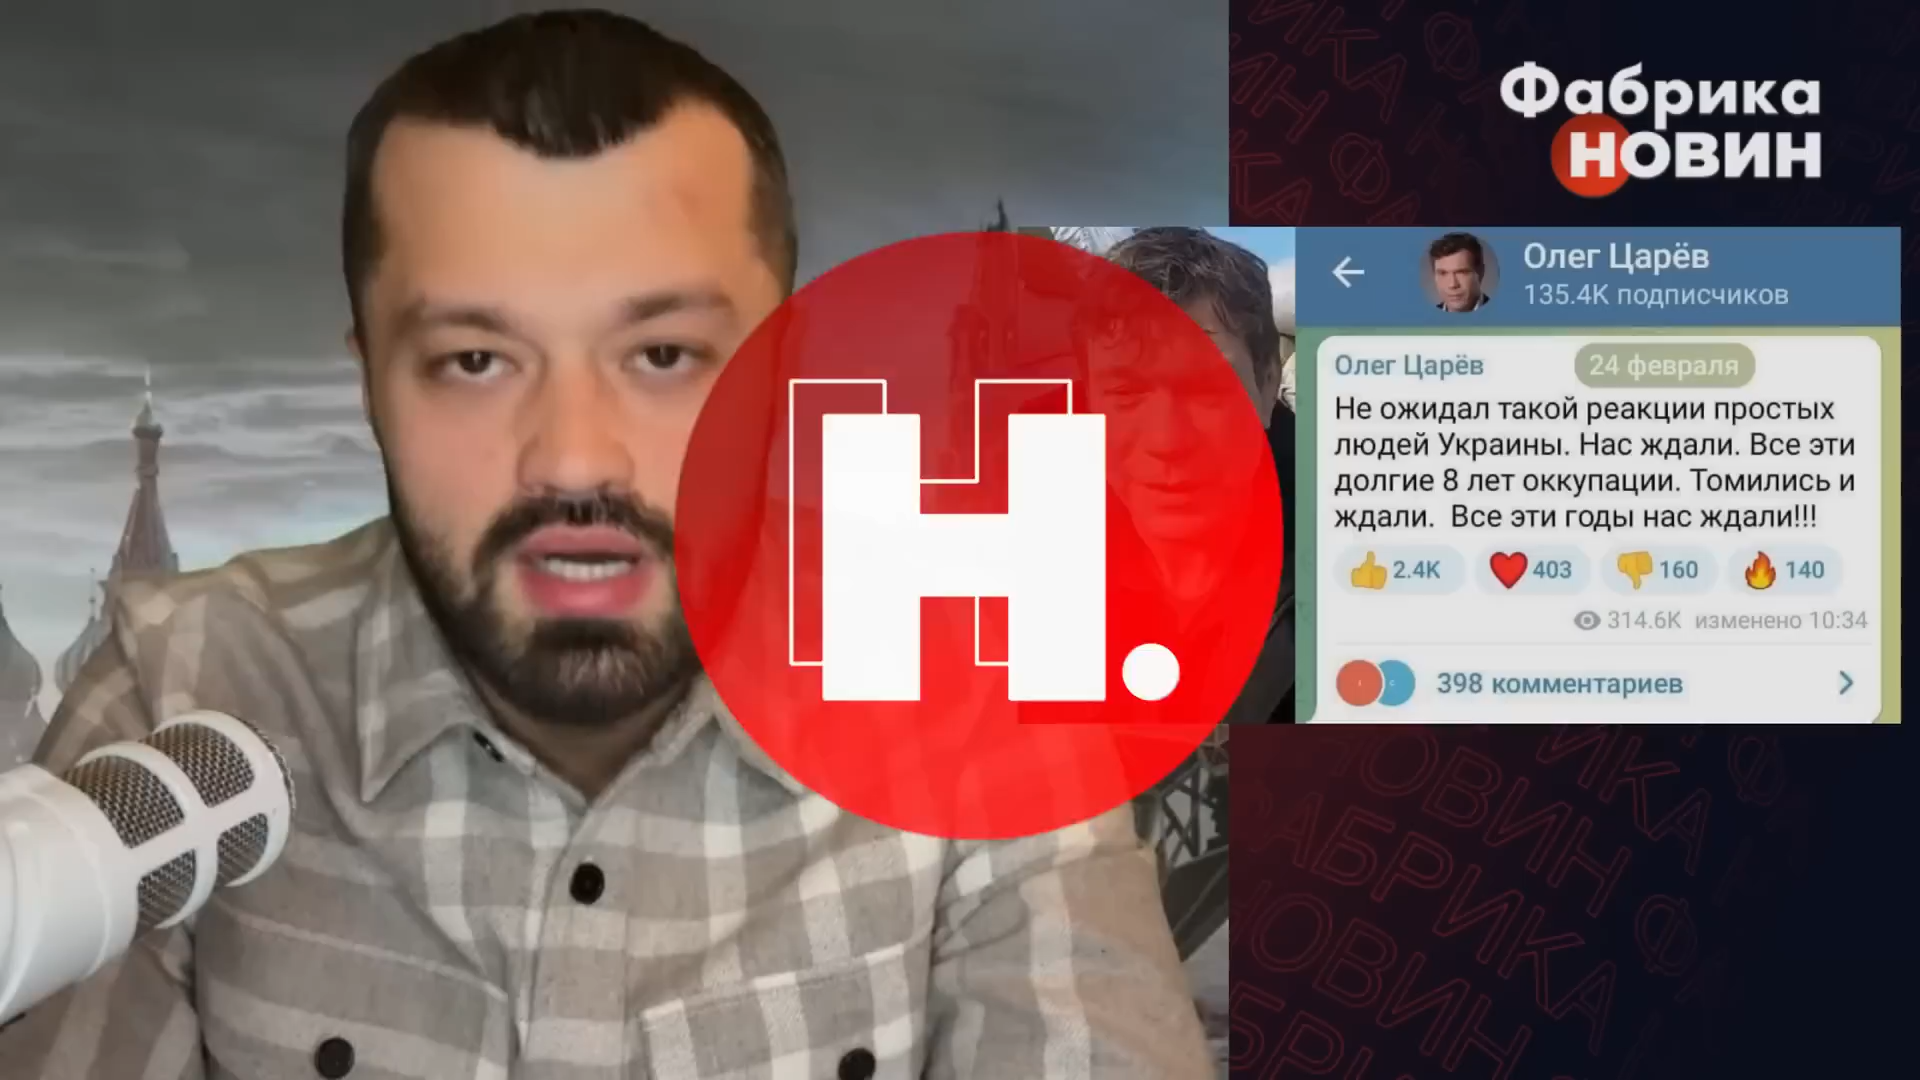 Фабрика
новин
Н.
Олег Царёв
135.4K подписчиков
Олег Царёв
24 февраля
Не ожидал такой реакции простых
людей Украины. Нас ждали. Все эти
долгие 8 лет оккупации. Томились и
ждали. Все эти годы нас ждали!!!
2.4K 403 160 140
314.6K изменено 10:34
398 комментариев